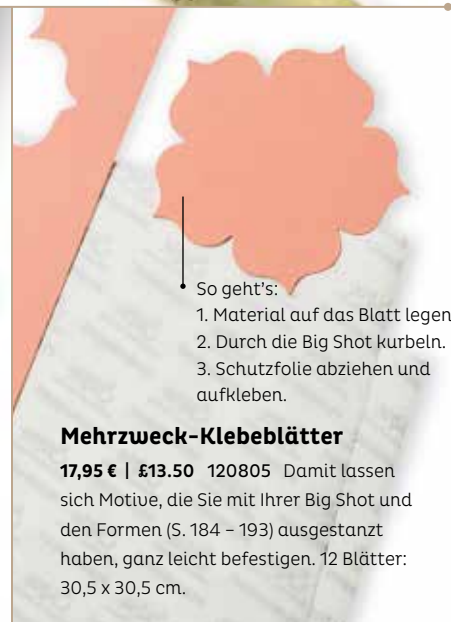 So geht's:
1. Material auf das Blatt legen
2. Durch die Big Shot kurbeln.
3. Schutzfolie abziehen und
aufkleben.
Mehrzweck-Klebeblätter
17,95 € | £13.50 120805 Damit lassen
sich Motive, die Sie mit Ihrer Big Shot und
den Formen (S. 184 – 193) ausgestanzt
haben, ganz leicht befestigen. 12 Blätter:
30,5 x 30,5 cm.